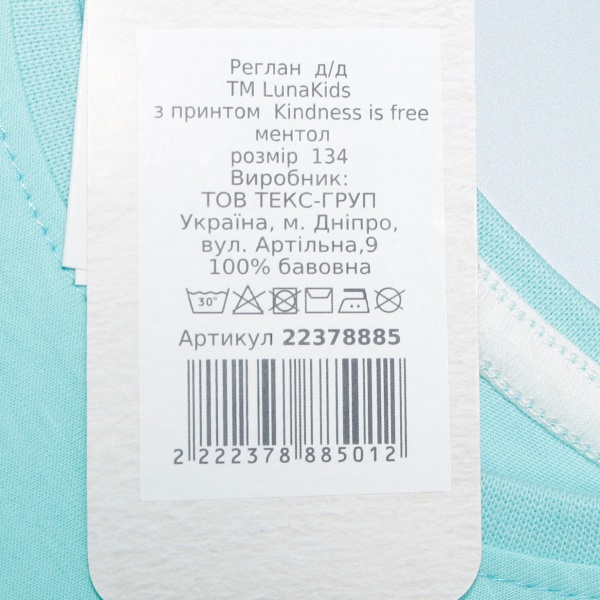 Реглан д/д
ТМ LunaKids
з принтом Kindness is free
ментол
розмір 134
Виробник:
ТОВ ТЕКС-ГРУП
Україна, м. Дніпро,
вул. Артільна,9
100% бавовна
30°
Артикул 22378885
2 222378 885012